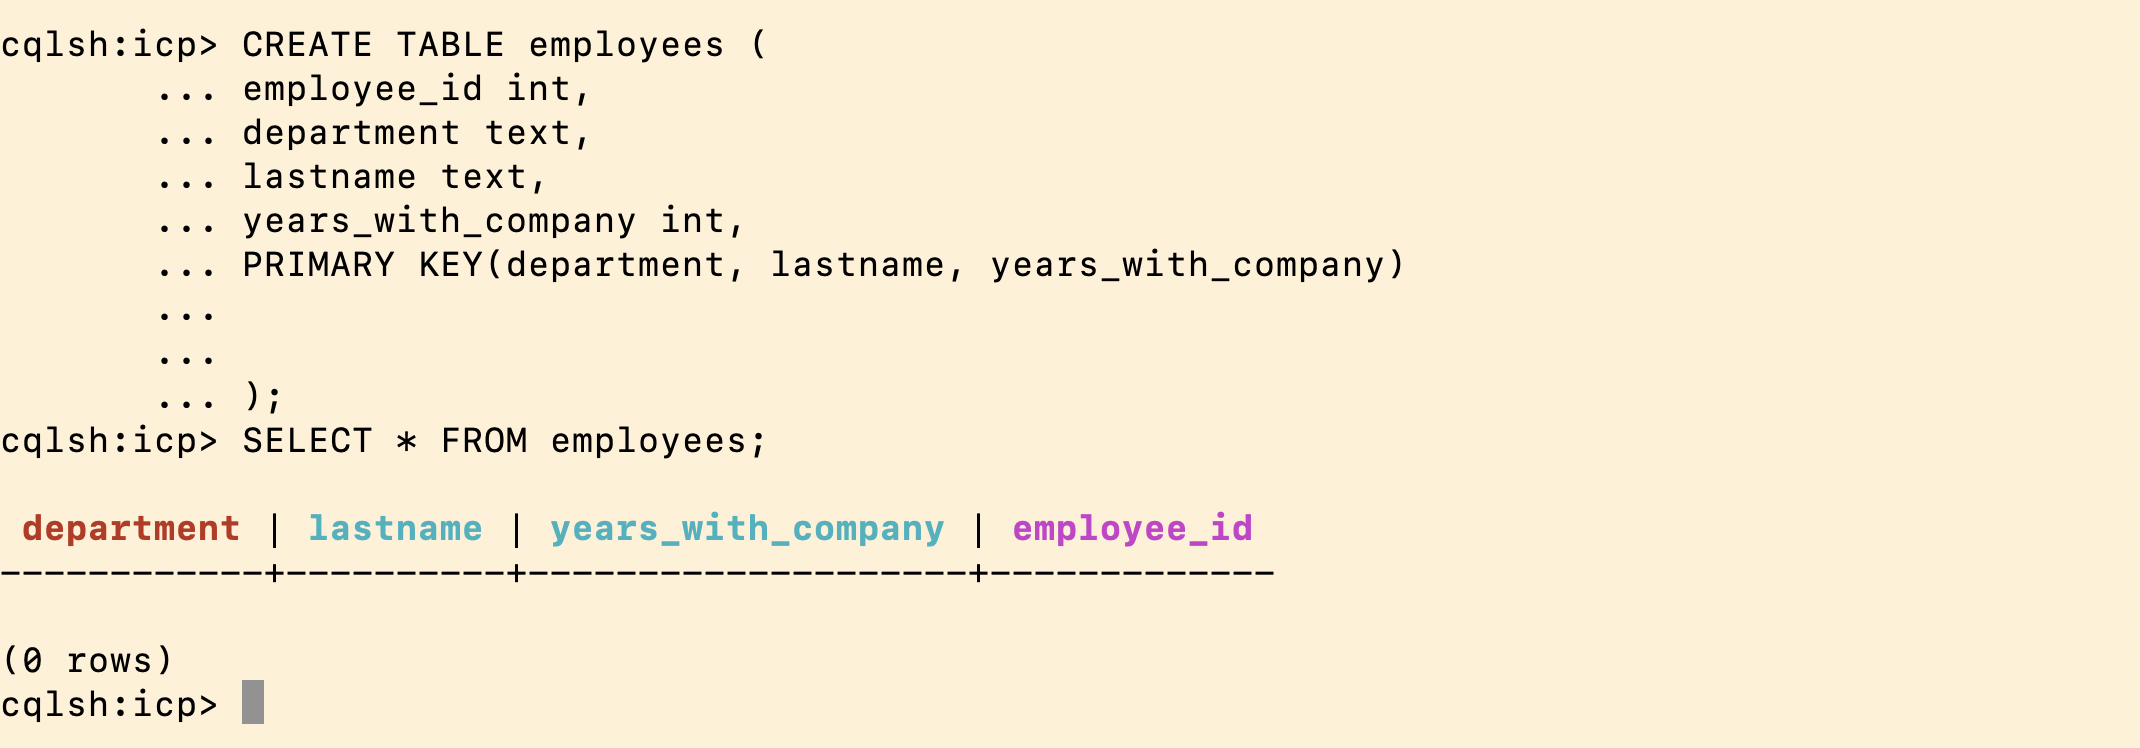 cqlsh:icp> CREATE TABLE employees (
       ... employee_id int,
       ... department text,
       ... lastname text,
       ... years_with_company int,
       ... PRIMARY KEY(department, lastname, years_with_company)
       ...
       ...
       ... );
cqlsh:icp> SELECT * FROM employees;
 department | lastname | years_with_company | employee_id
------------+----------+--------------------+-------------
(0 rows)
cqlsh:icp>